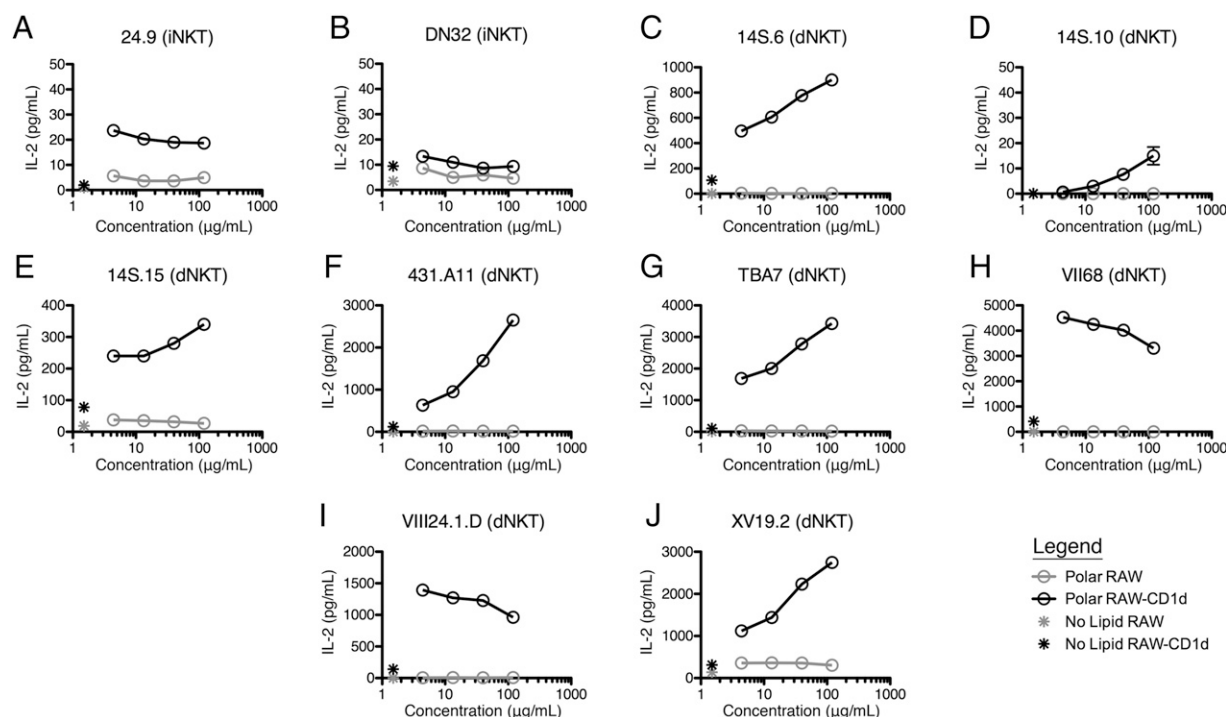 A
24.9 (iNKT)
IL-2 (pg/mL)
50
40
30
20
10
0
1 10 100 1000
Concentration (µg/mL)
B
DN32 (iNKT)
IL-2 (pg/mL)
50
40
30
20
10
0
1 10 100 1000
Concentration (µg/mL)
C
14S.6 (dNKT)
IL-2 (pg/mL)
1000
800
600
400
200
0
1 10 100 1000
Concentration (µg/mL)
D
14S.10 (dNKT)
IL-2 (pg/mL)
50
40
30
20
10
0
1 10 100 1000
Concentration (µg/mL)
E
14S.15 (dNKT)
IL-2 (pg/mL)
400
300
200
100
0
1 10 100 1000
Concentration (µg/mL)
F
431.A11 (dNKT)
IL-2 (pg/mL)
3000
2000
1000
0
1 10 100 1000
Concentration (µg/mL)
G
TBA7 (dNKT)
IL-2 (pg/mL)
4000
3000
2000
1000
0
1 10 100 1000
Concentration (µg/mL)
H
VII68 (dNKT)
IL-2 (pg/mL)
5000
4000
3000
2000
1000
0
1 10 100 1000
Concentration (µg/mL)
I
VIII24.1.D (dNKT)
IL-2 (pg/mL)
2000
1500
1000
500
0
1 10 100 1000
Concentration (µg/mL)
J
XV19.2 (dNKT)
IL-2 (pg/mL)
3000
2000
1000
0
1 10 100 1000
Concentration (µg/mL)
Legend
Polar RAW
Polar RAW-CD1d
No Lipid RAW
No Lipid RAW-CD1d